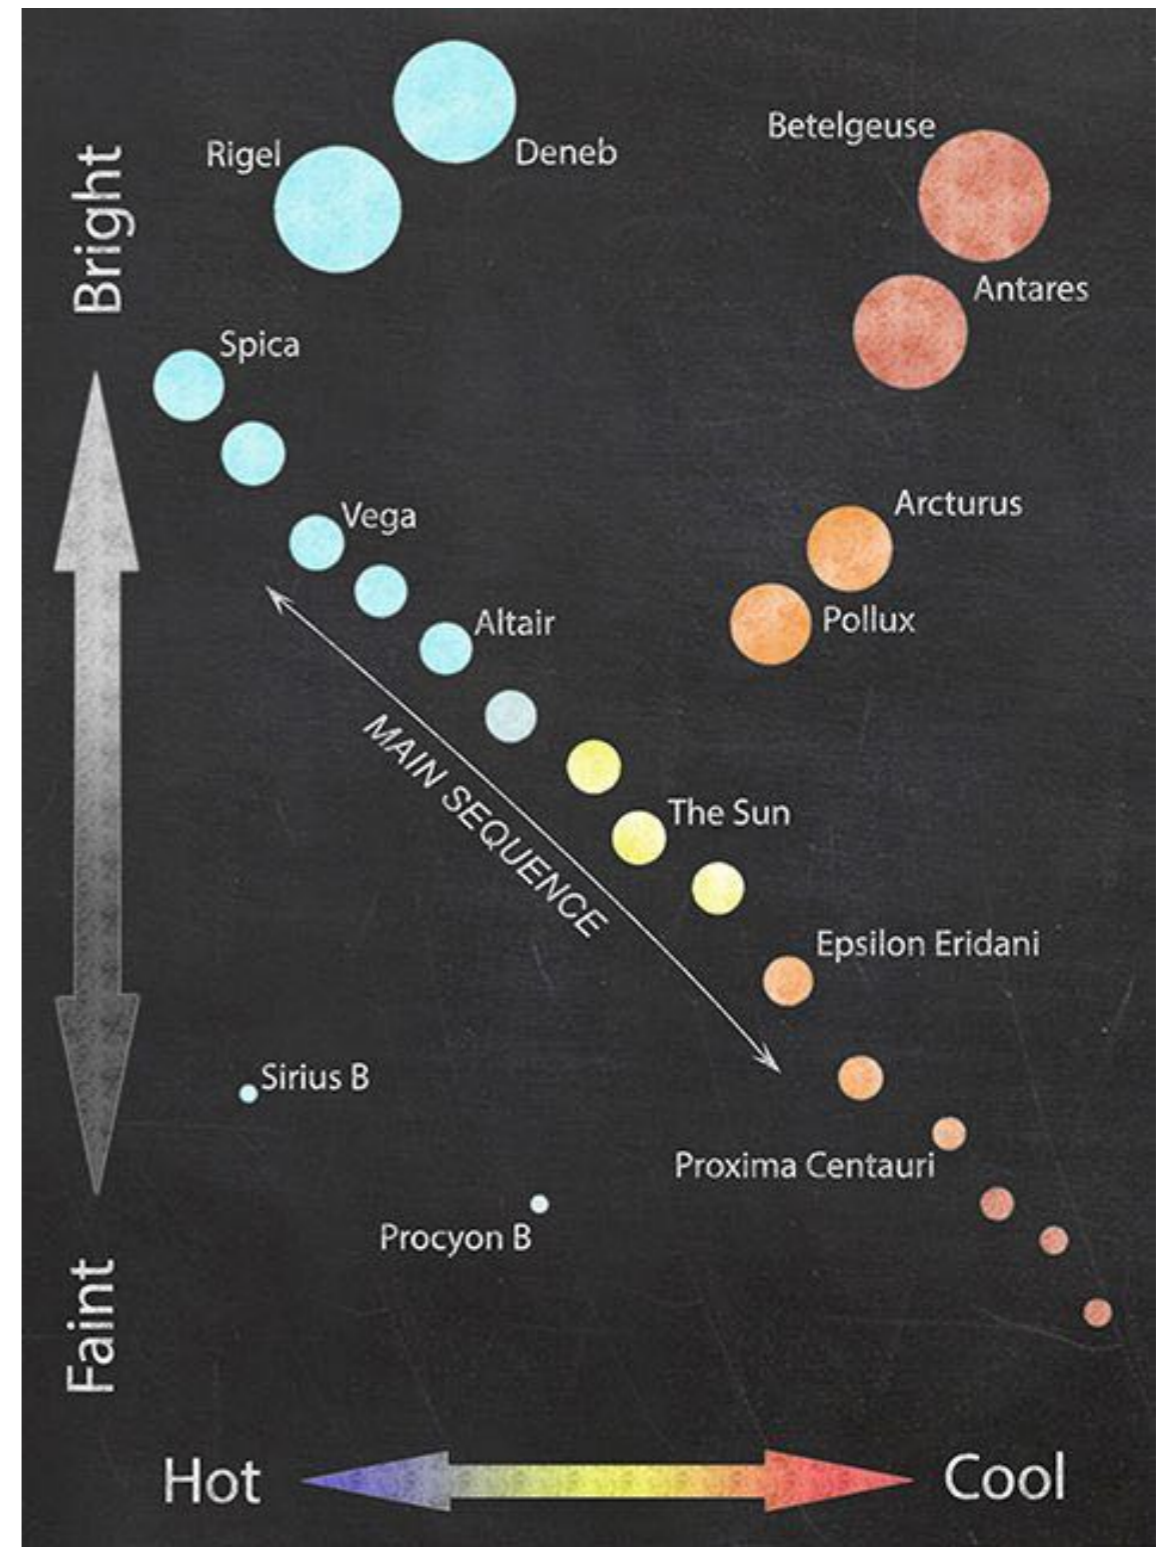 Deneb
Rigel
Betelgeuse
Bright
Antares
Spica
Arcturus
Vega
Pollux
Altair
MAIN SEQUENCE
The Sun
Epsilon Eridani
Sirius B
Proxima Centauri
Procyon B
Faint
Hot
Cool